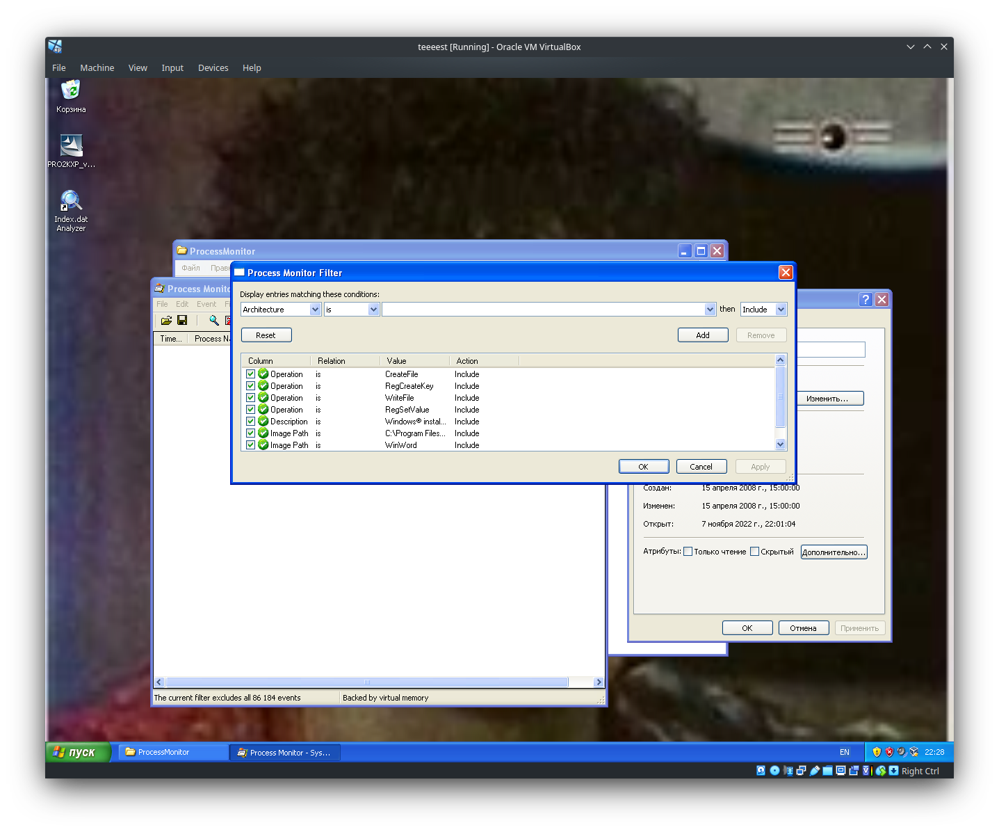 teeeest [Running] - Oracle VM VirtualBox
File Machine View Input Devices Help
Корзина
PRO2KXP_v...
Index.dat
Analyzer
ProcessMonitor
Файл
Process Monitor Filter
Display entries matching these conditions:
Architecture is then Include
Reset Add Remove
Column Relation Value Action
Operation is CreateFile Include
Operation is RegCreateKey Include
Operation is WriteFile Include
Operation is RegSetValue Include
Description is Windows® instal... Include
Image Path is C:\Program Files... Include
Image Path is WinWord Include
OK Cancel Apply
Process
File Edit Event
Time... Process
The current filter excludes all 86 184 events Backed by virtual memory
Изменить...
Создан: 15 апреля 2008 г., 15:00:00
Изменен: 15 апреля 2008 г., 15:00:00
Открыт: 7 ноября 2022 г., 22:01:04
Атрибуты: Только чтение Скрытый Дополнительно...
ОК Отмена Применить
пуск ProcessMonitor Process Monitor - Sys... EN 22:28
Right Ctrl